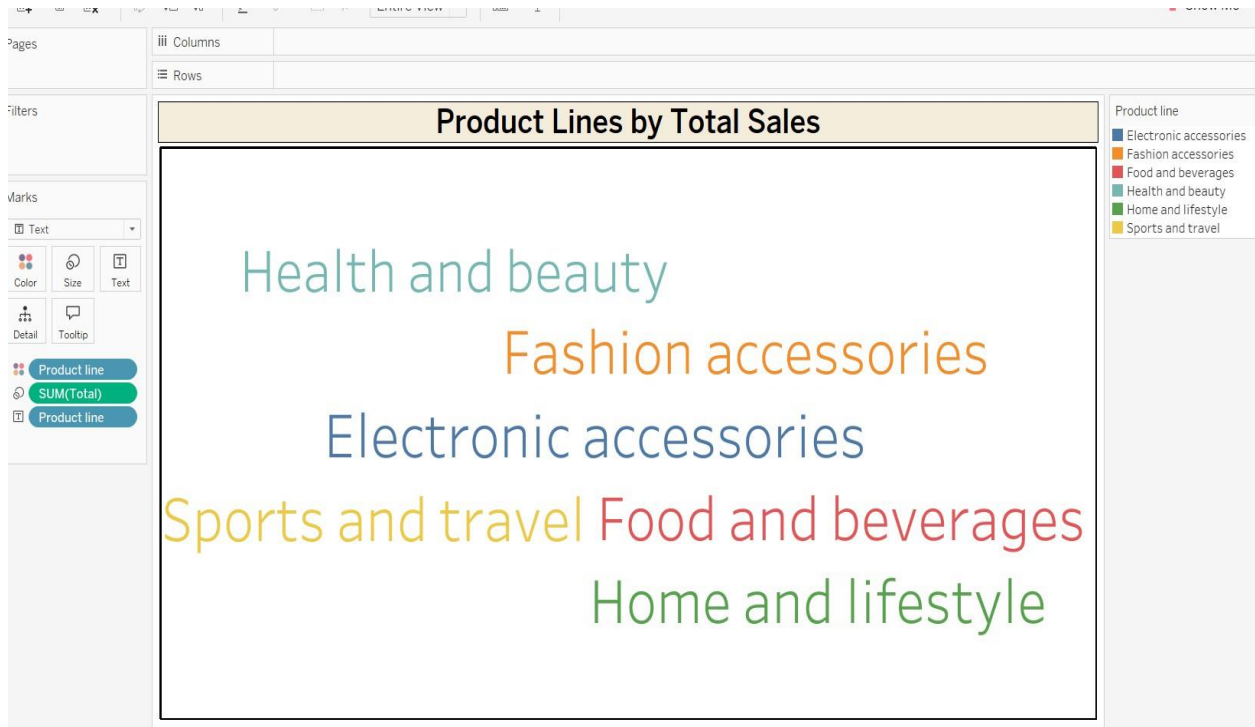 Pages
iii Columns
Rows
Product Lines by Total Sales
Filters
Product line
Electronic accessories
Fashion accessories
Food and beverages
Health and beauty
Home and lifestyle
Sports and travel
Marks
T Text
Color
Size
T
Text
Detail
Tooltip
Product line
SUM(Total)
T Product line
Health and beauty
Fashion accessories
Electronic accessories
Sports and travel Food and beverages
Home and lifestyle